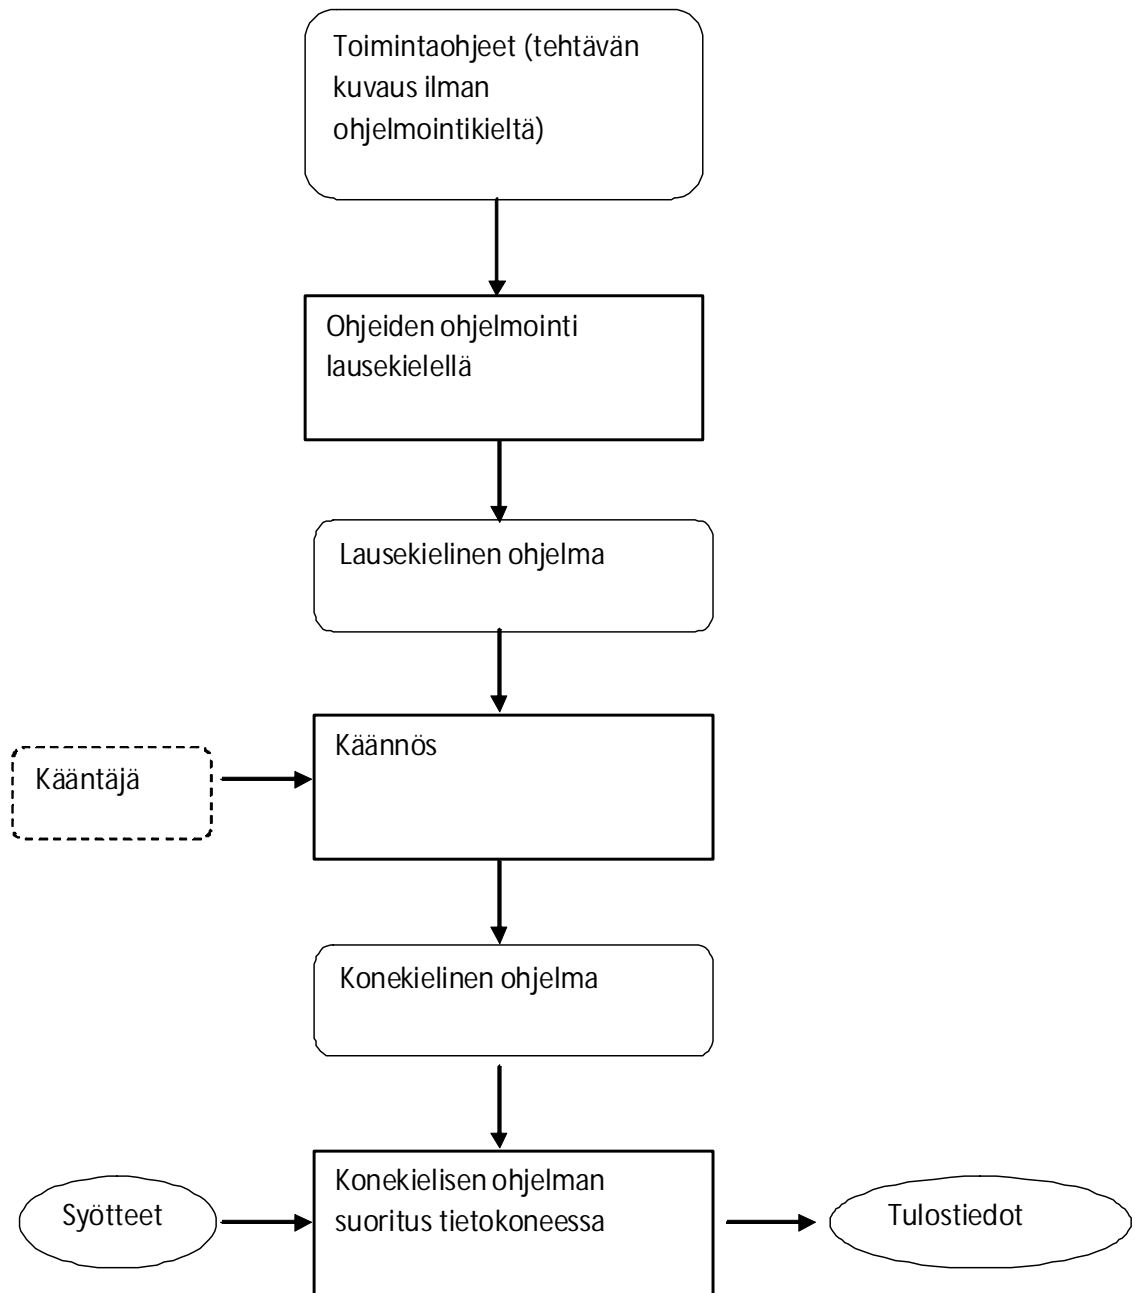 Toimintaohjeet (tehtävän
kuvaus ilman
ohjelmointikieltä)
Ohjeiden ohjelmointi
lausekielellä
Lausekielinen ohjelma
Käännös
Kääntäjä
Konekielinen ohjelma
Konekielisen ohjelman
suoritus tietokoneessa
Syötteet
Tulostiedot